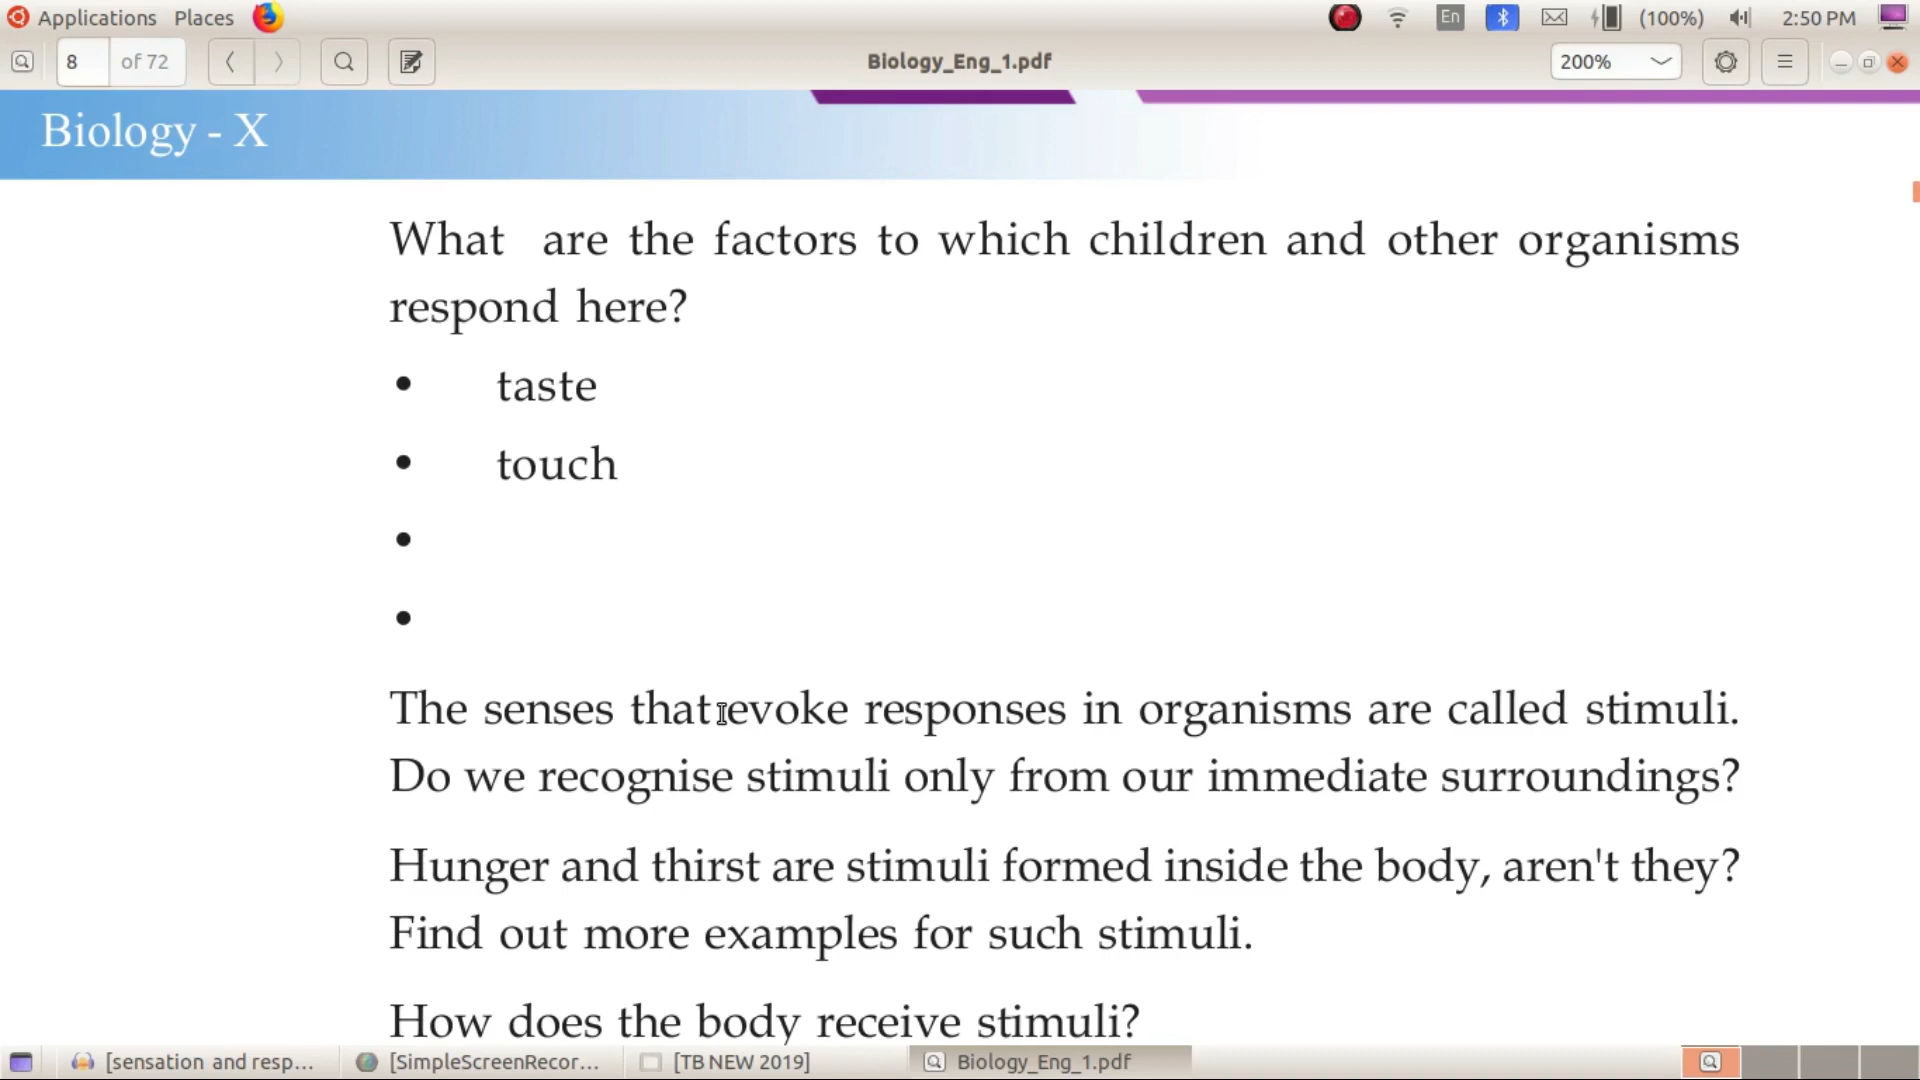 Applications Places En (100%) 2:50 PM
8 of 72 Biology_Eng_1.pdf 200%
Biology - X
What are the factors to which children and other organisms
respond here?
• taste
• touch
•
•
The senses that evoke responses in organisms are called stimuli.
Do we recognise stimuli only from our immediate surroundings?
Hunger and thirst are stimuli formed inside the body, aren't they?
Find out more examples for such stimuli.
How does the body receive stimuli?
[sensation and resp... [SimpleScreenRecor... [TB NEW 2019] Biology_Eng_1.pdf